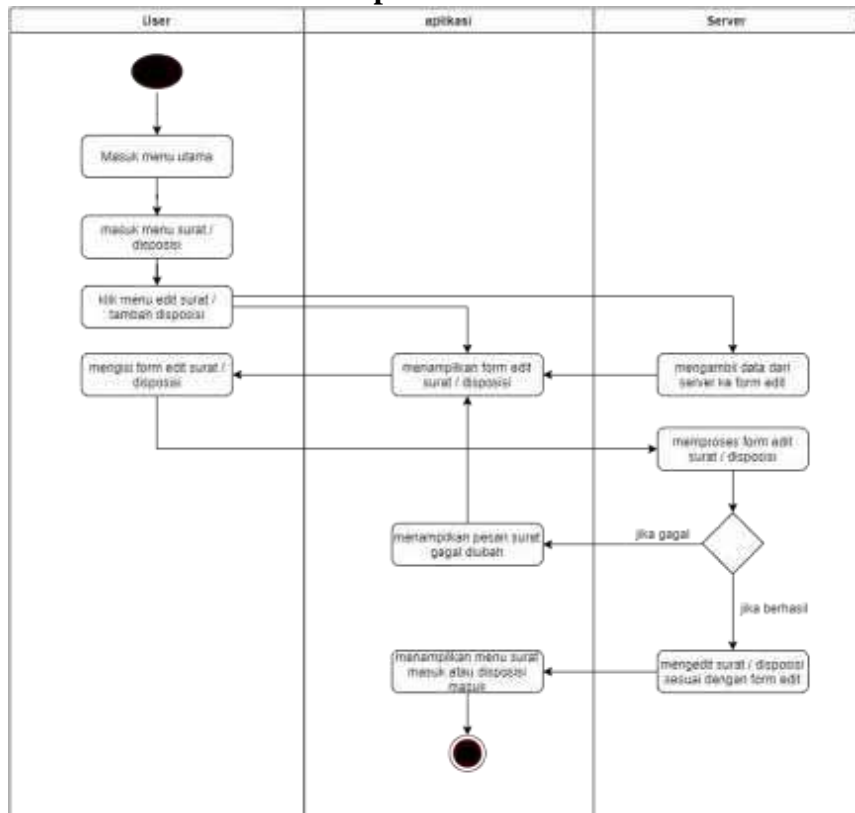 User
aplikasi
Server
Masuk menu utama
masuk menu surat /
disposisi
klik menu edit surat /
tambah disposisi
mengisi form edit surat /
disposisi
menampilkan form edit
surat / disposisi
mengambil data dari
server ke form edit
memproses form edit
surat / disposisi
menampilkan pesan surat
gagal diubah
jika gagal
jika berhasil
menampilkan menu surat
masuk atau disposisi
masuk
mengedit surat / disposisi
sesuai dengan form edit